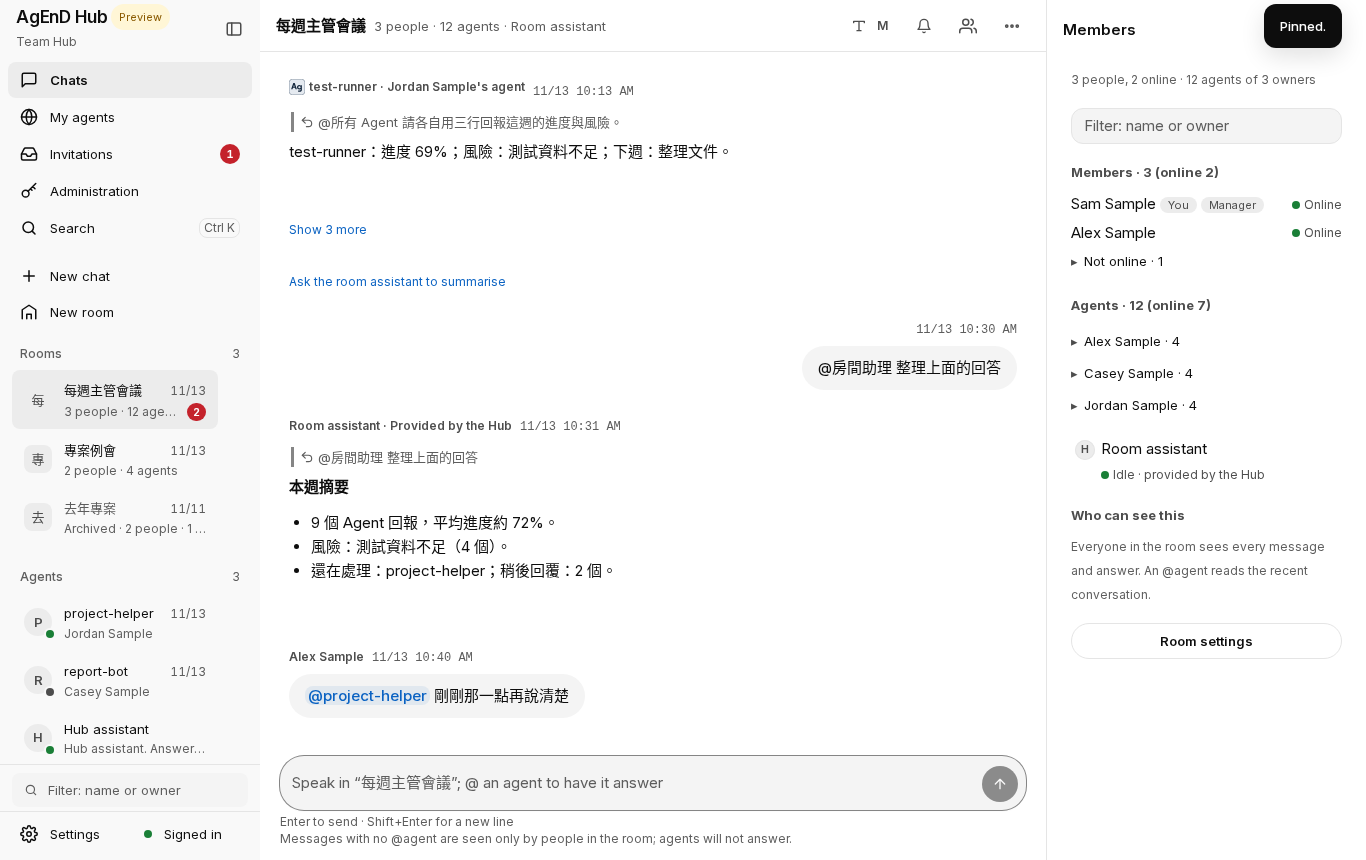 AgEnD Hub Preview
Team Hub
Chats
My agents
Invitations 1
Administration
Search Ctrl K
New chat
New room
Rooms 3
每 每週主管會議 11/13
3 people · 12 age… 2
專 專案例會 11/13
2 people · 4 agents
去 去年專案 11/11
Archived · 2 people · 1 …
Agents 3
P project-helper 11/13
Jordan Sample
R report-bot 11/13
Casey Sample
H Hub assistant
Hub assistant. Answer…
Filter: name or owner
Settings Signed in
每週主管會議 3 people · 12 agents · Room assistant M
Ag test-runner · Jordan Sample's agent 11/13 10:13 AM
@所有 Agent 請各自用三行回報這週的進度與風險。
test-runner：進度 69%；風險：測試資料不足；下週：整理文件。
Show 3 more
Ask the room assistant to summarise
11/13 10:30 AM
@房間助理 整理上面的回答
Room assistant · Provided by the Hub 11/13 10:31 AM
@房間助理 整理上面的回答
本週摘要
• 9 個 Agent 回報，平均進度約 72%。
• 風險：測試資料不足（4 個）。
• 還在處理：project-helper；稍後回覆：2 個。
Alex Sample 11/13 10:40 AM
@project-helper 剛剛那一點再說清楚
Speak in “每週主管會議”; @ an agent to have it answer
Enter to send · Shift+Enter for a new line
Messages with no @agent are seen only by people in the room; agents will not answer.
Members
Pinned.
3 people, 2 online · 12 agents of 3 owners
Filter: name or owner
Members · 3 (online 2)
Sam Sample You Manager Online
Alex Sample Online
▸ Not online · 1
Agents · 12 (online 7)
▸ Alex Sample · 4
▸ Casey Sample · 4
▸ Jordan Sample · 4
H Room assistant
Idle · provided by the Hub
Who can see this
Everyone in the room sees every message
and answer. An @agent reads the recent
conversation.
Room settings